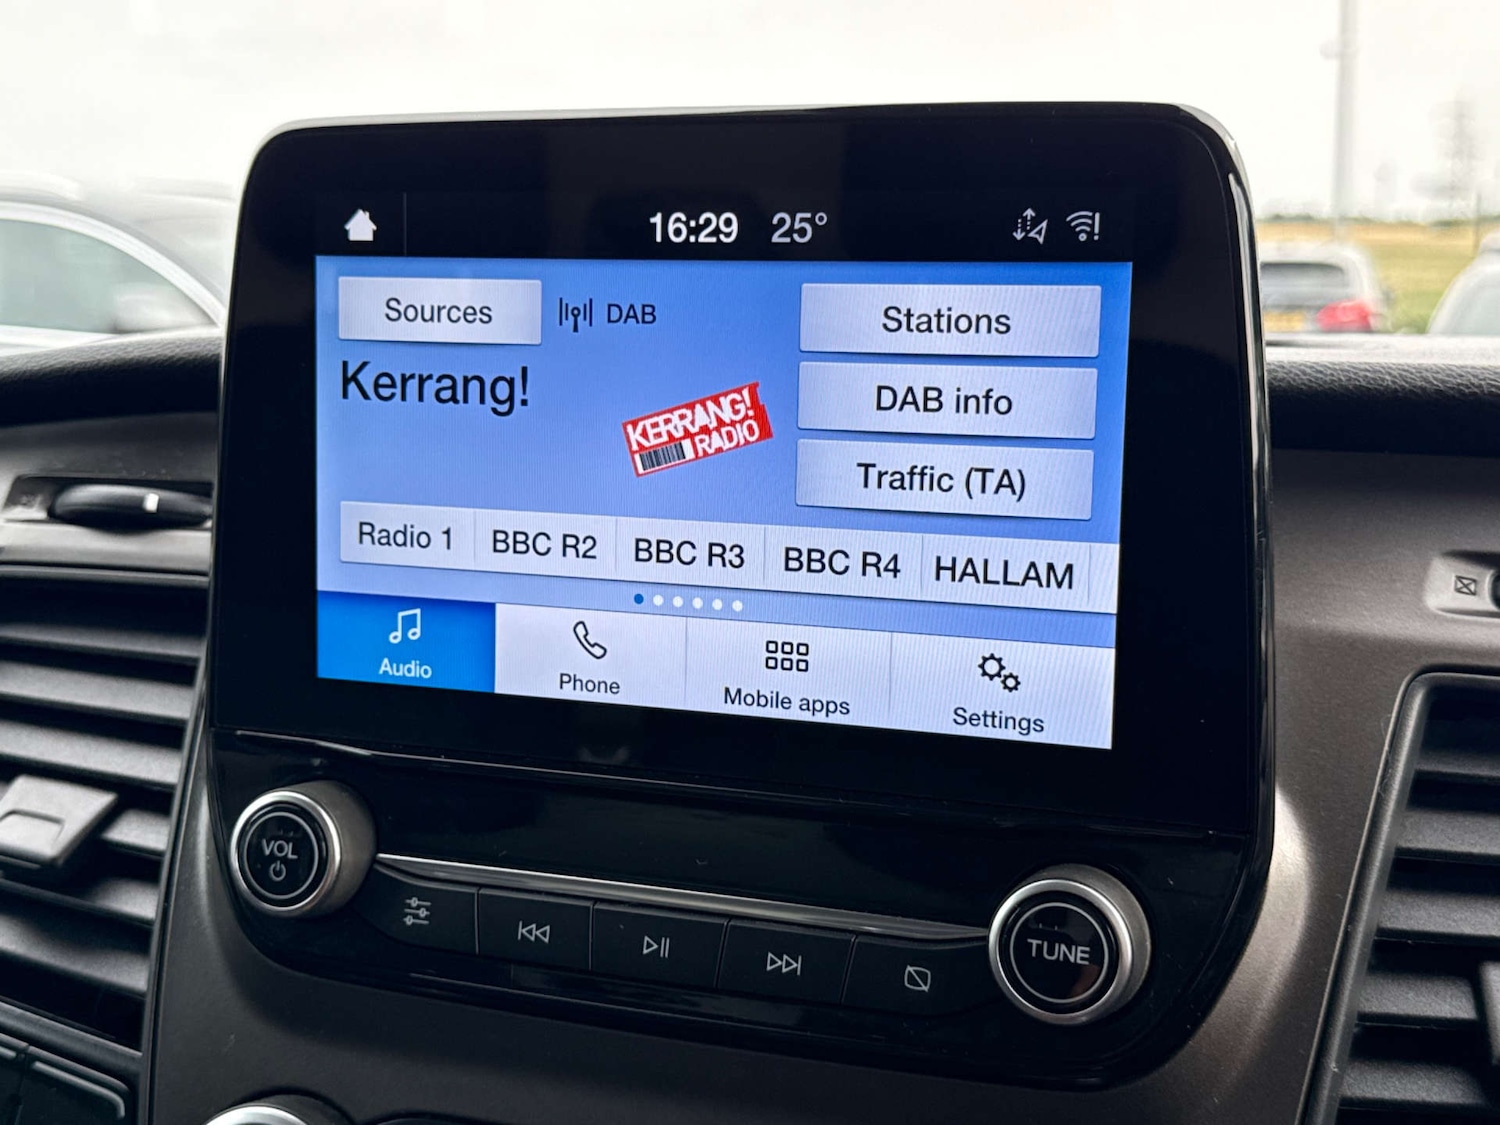 16:29 25°
Sources DAB Stations
Kerrang! DAB info
KERRANG!
RADIO
Traffic (TA)
Radio 1 BBC R2 BBC R3 BBC R4 HALLAM
Audio Phone Mobile apps Settings
VOL
TUNE